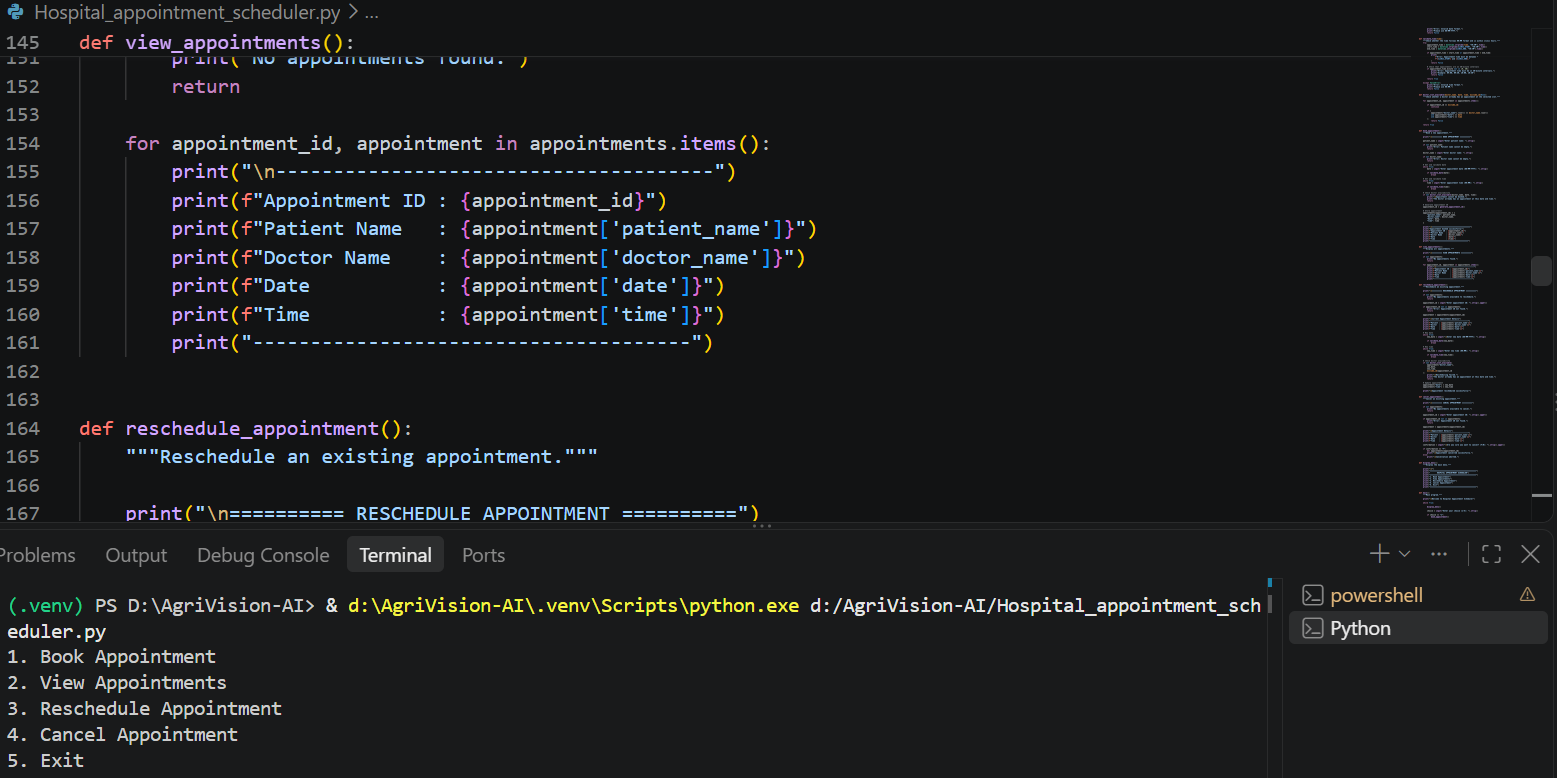 Hospital_appointment_scheduler.py > ...
145 def view_appointments():
151 print("No appointments found.")
152 return
153
154 for appointment_id, appointment in appointments.items():
155 print("\n--------------------------------------")
156 print(f"Appointment ID : {appointment_id}")
157 print(f"Patient Name   : {appointment['patient_name']}")
158 print(f"Doctor Name    : {appointment['doctor_name']}")
159 print(f"Date           : {appointment['date']}")
160 print(f"Time           : {appointment['time']}")
161 print("--------------------------------------")
162
163
164 def reschedule_appointment():
165 """Reschedule an existing appointment."""
166
167 print("\n========== RESCHEDULE APPOINTMENT ==========")
Problems Output Debug Console Terminal Ports
(.venv) PS D:\AgriVision-AI> & d:\AgriVision-AI\.venv\Scripts\python.exe d:/AgriVision-AI/Hospital_appointment_sch
eduler.py
1. Book Appointment
2. View Appointments
3. Reschedule Appointment
4. Cancel Appointment
5. Exit
powershell
Python